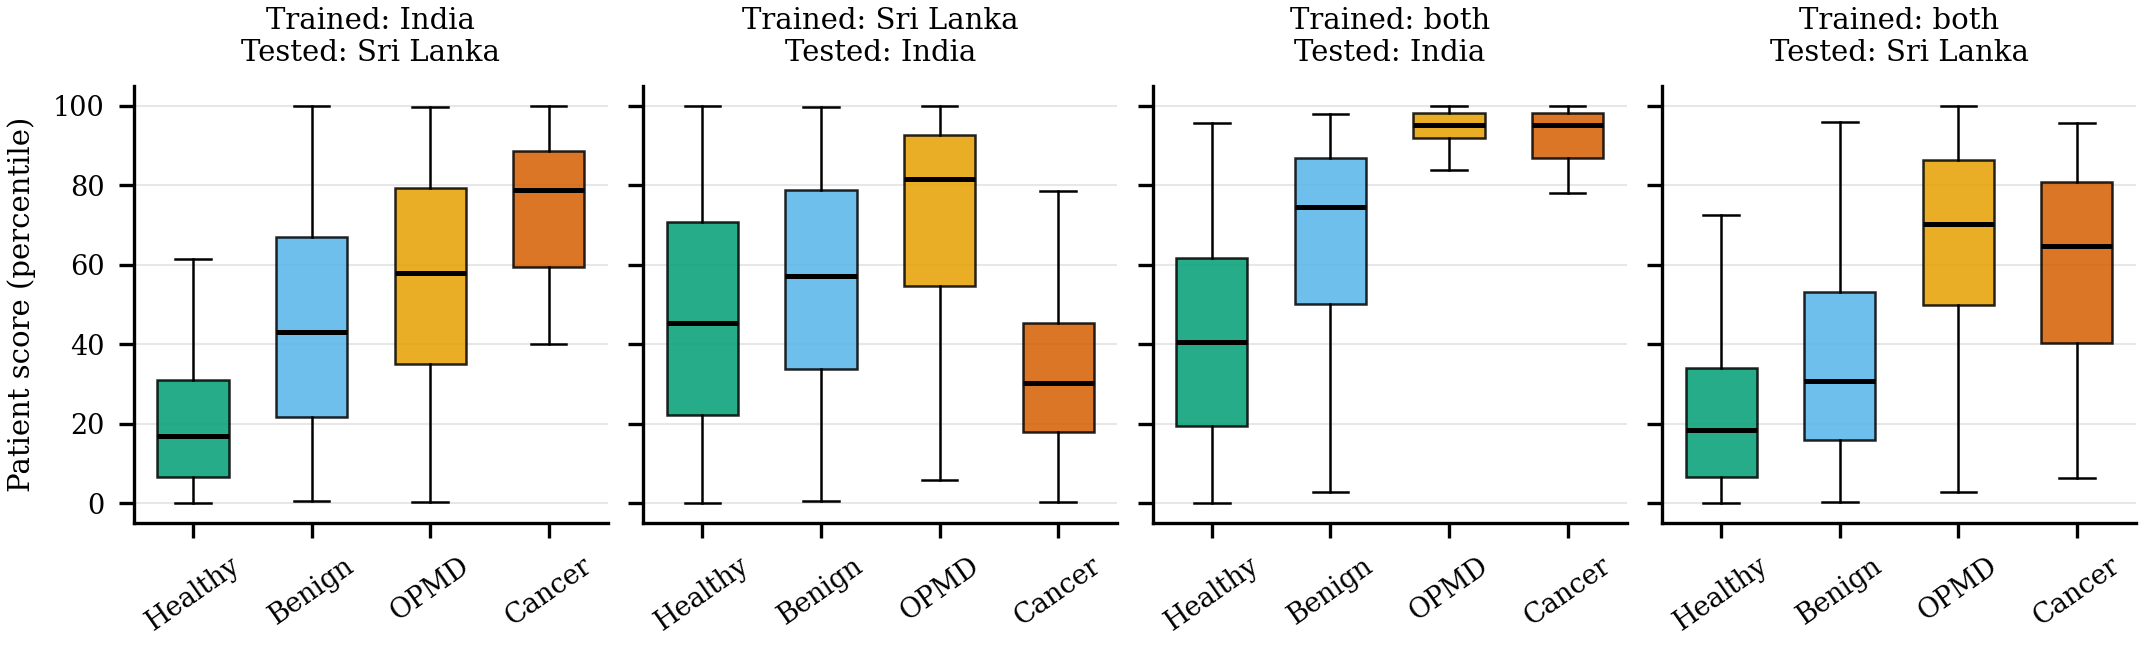 Trained: India
Tested: Sri Lanka
Trained: Sri Lanka
Tested: India
Trained: both
Tested: India
Trained: both
Tested: Sri Lanka
Patient score (percentile)
100
80
60
40
20
0
Healthy
Benign
OPMD
Cancer
Healthy
Benign
OPMD
Cancer
Healthy
Benign
OPMD
Cancer
Healthy
Benign
OPMD
Cancer